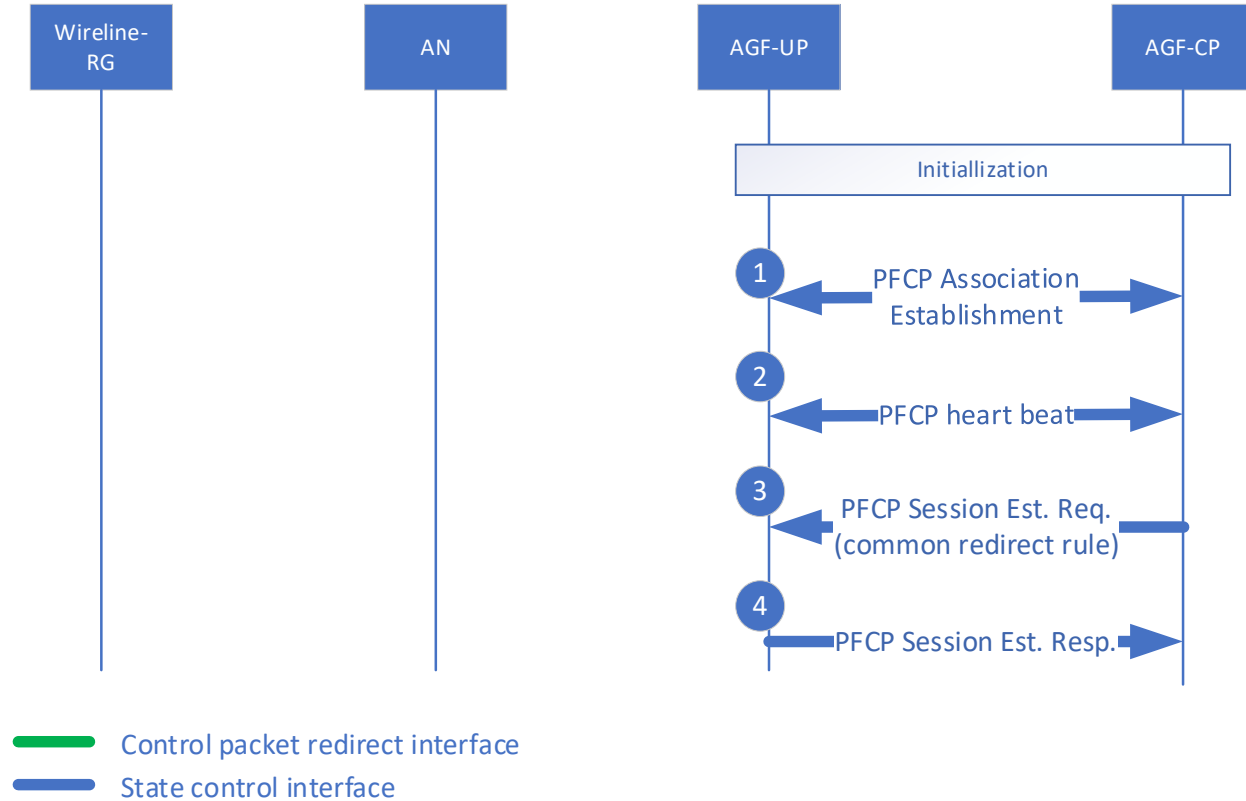 Wireline-
RG
AN
AGF-UP
AGF-CP
Initiallization
1
PFCP Association
Establishment
2
PFCP heart beat
3
PFCP Session Est. Req.
(common redirect rule)
4
PFCP Session Est. Resp.
Control packet redirect interface
State control interface